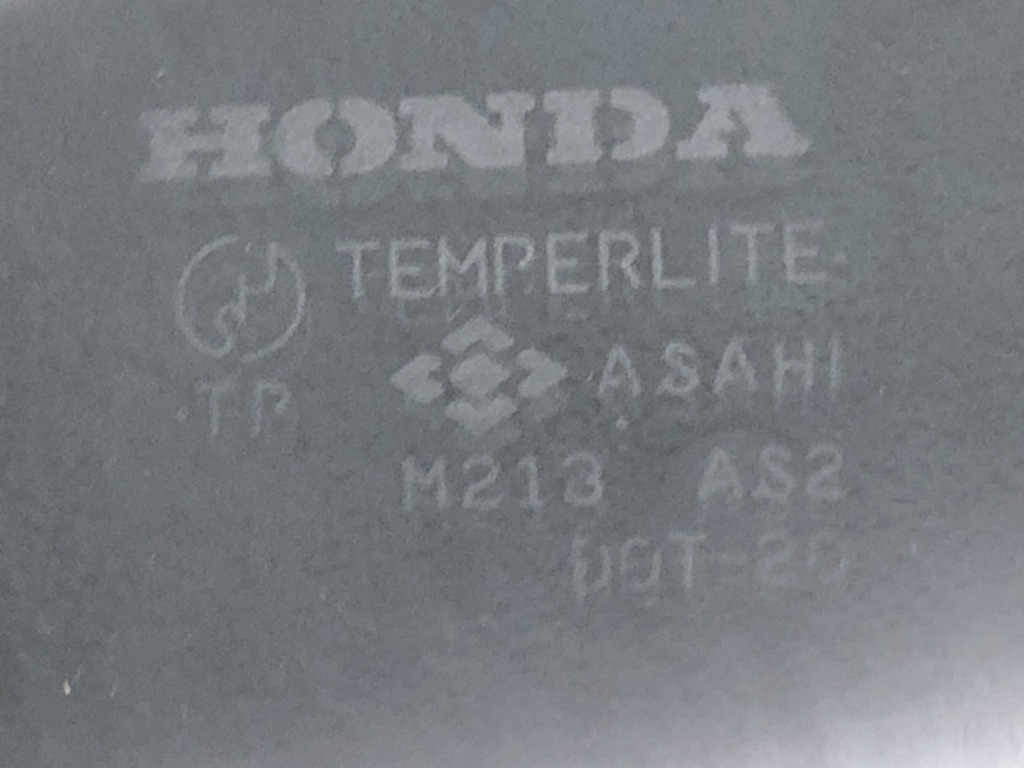 HONDA
TEMPERLITE
TP
ASAHI
M213 AS2